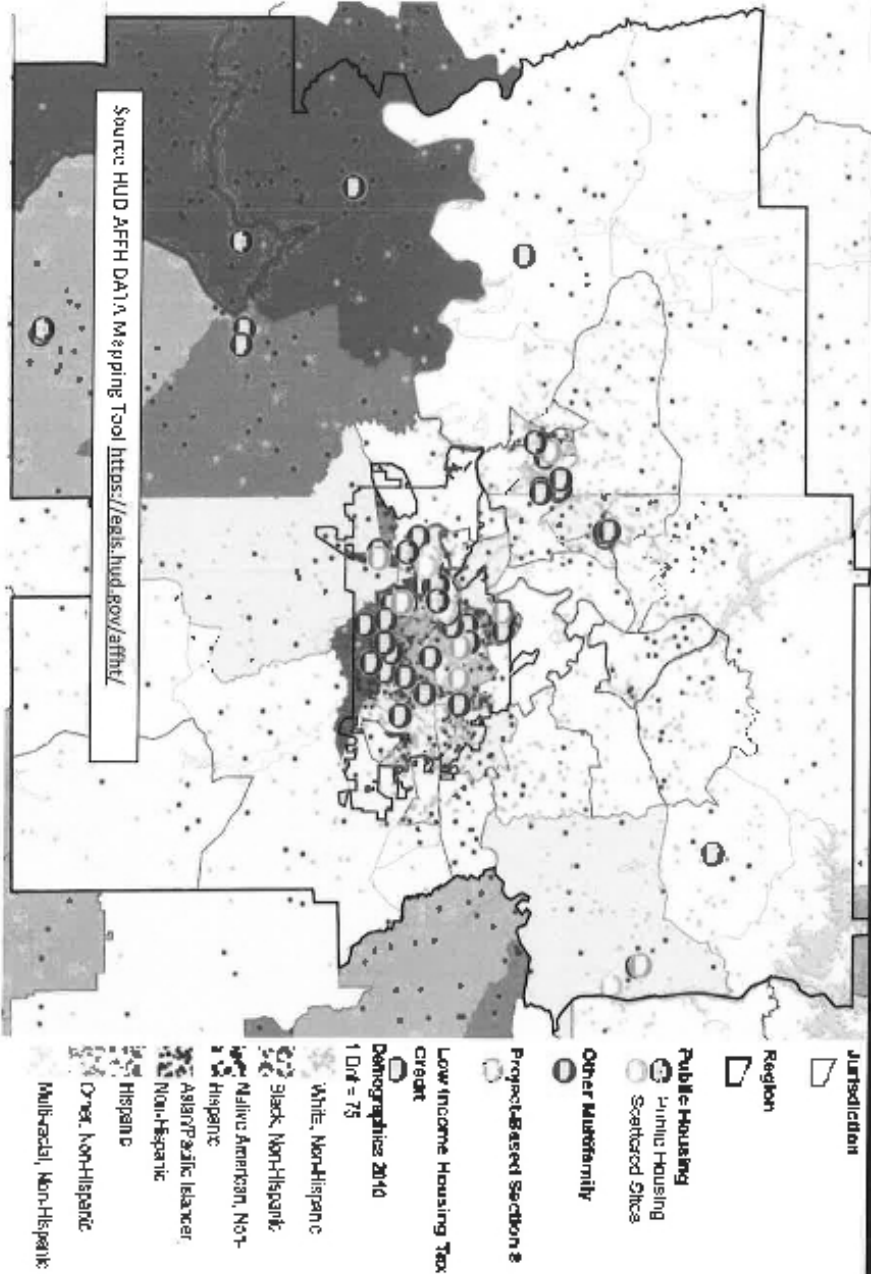 Jurisdiction
Region
Public Housing
Public Housing
Scattered Sites
Other Multifamily
Project-Based Section 8
Low Income Housing Tax
Credit
Demographics 2010
1 Dot = 75
White, Non-Hispanic
Black, Non-Hispanic
Native American, Non-
Hispanic
Asian/Pacific Islander,
Non-Hispanic
Hispanic
Other, Non-Hispanic
Multi-racial, Non-Hispanic
Source HUD AFFH DATA Mapping Tool https://egis.hud.gov/affht/